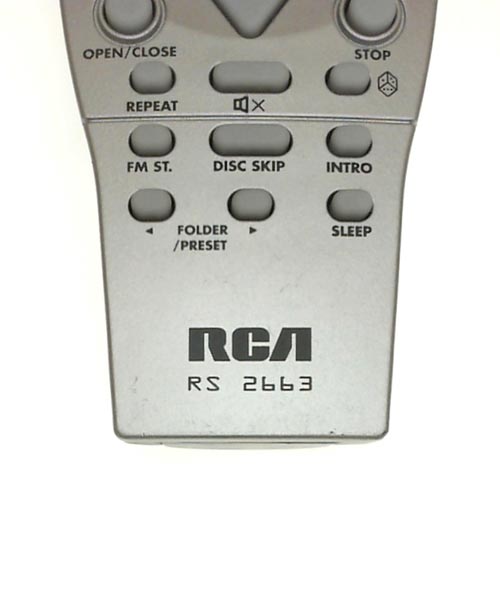 OPEN/CLOSE STOP
REPEAT
FM ST. DISC SKIP INTRO
◄ FOLDER ► SLEEP
/PRESET
RCA
RS 2663